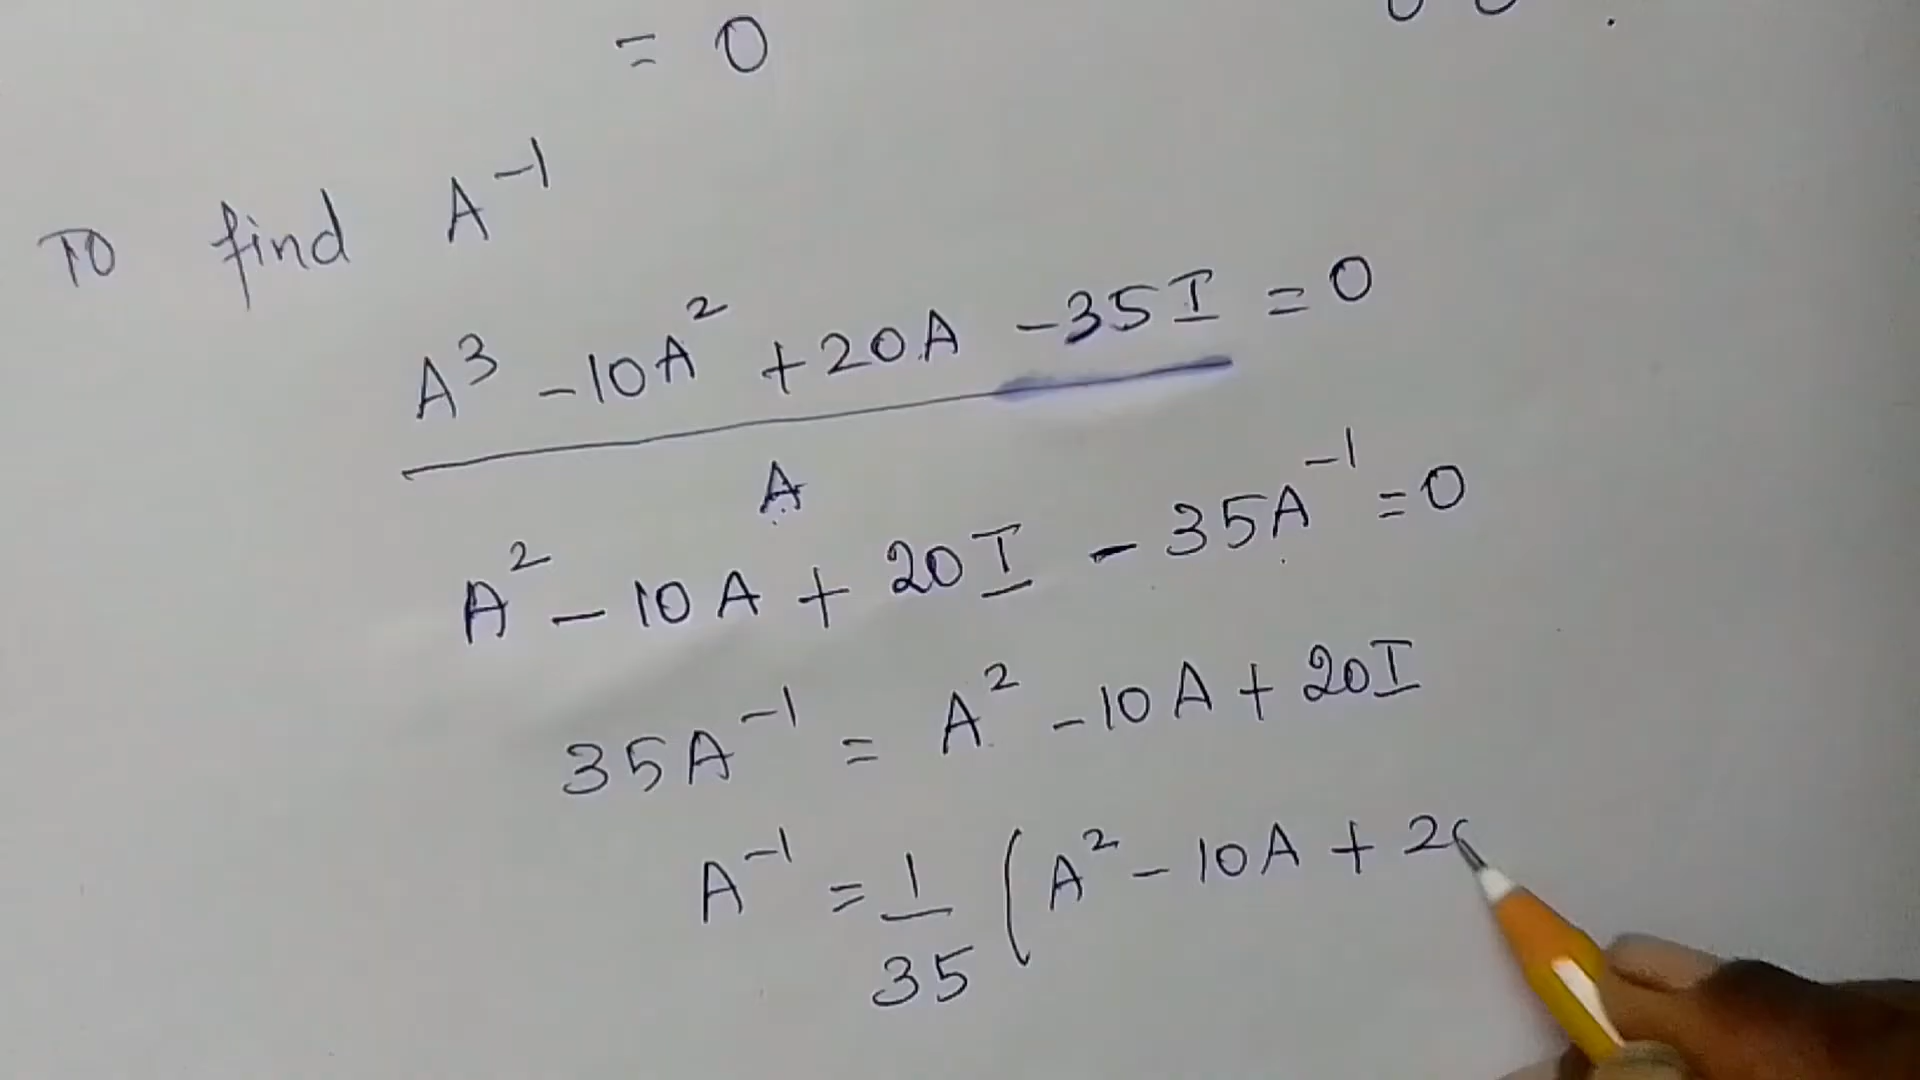 = 0
To find A⁻¹
A³ - 10A² + 20A - 35I = 0
A
A² - 10A + 20I - 35A⁻¹ = 0
35A⁻¹ = A² - 10A + 20I
A⁻¹ = 1/35 (A² - 10A + 20